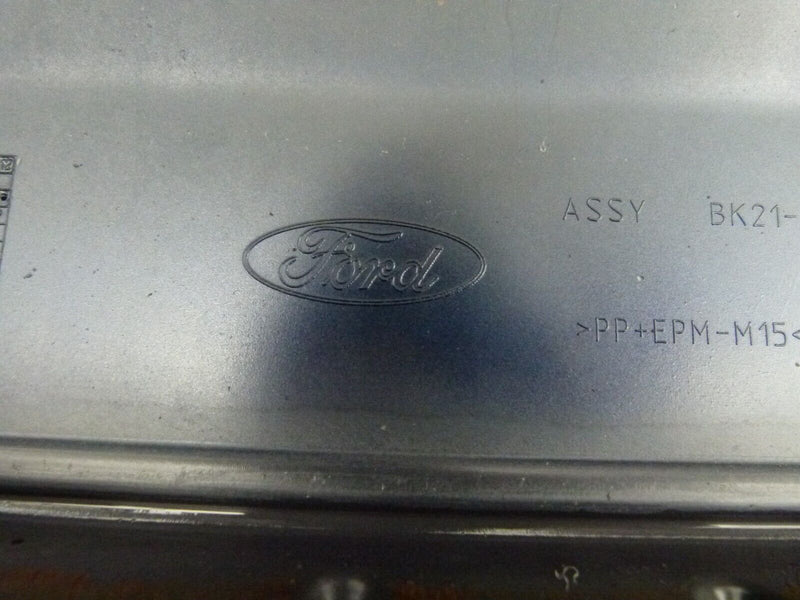 ASSY BK21-
Ford
>PP+EPM-M15<